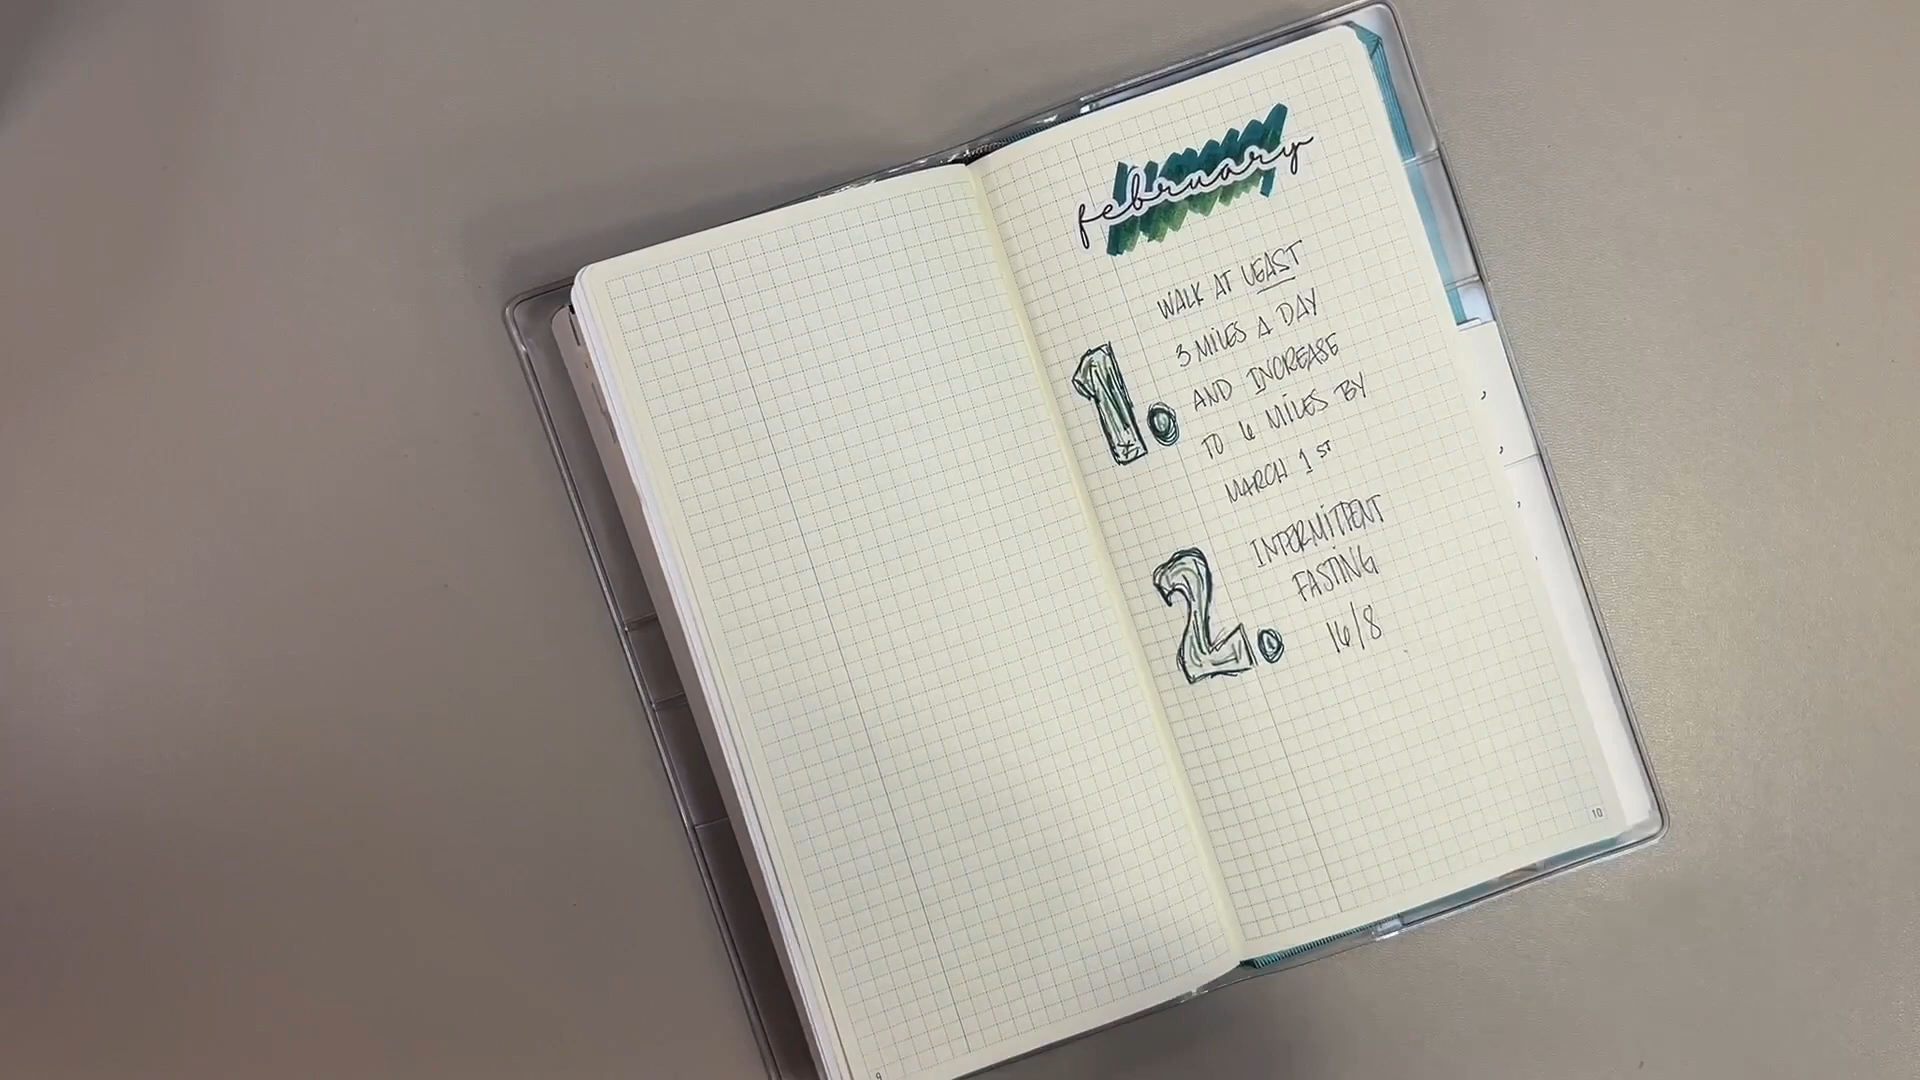 february
1.
WALK AT LEAST
3 MILES A DAY
AND INCREASE
TO 6 MILES BY
MARCH 1ST
2.
INTERMITTENT
FASTING
16/8
9
10